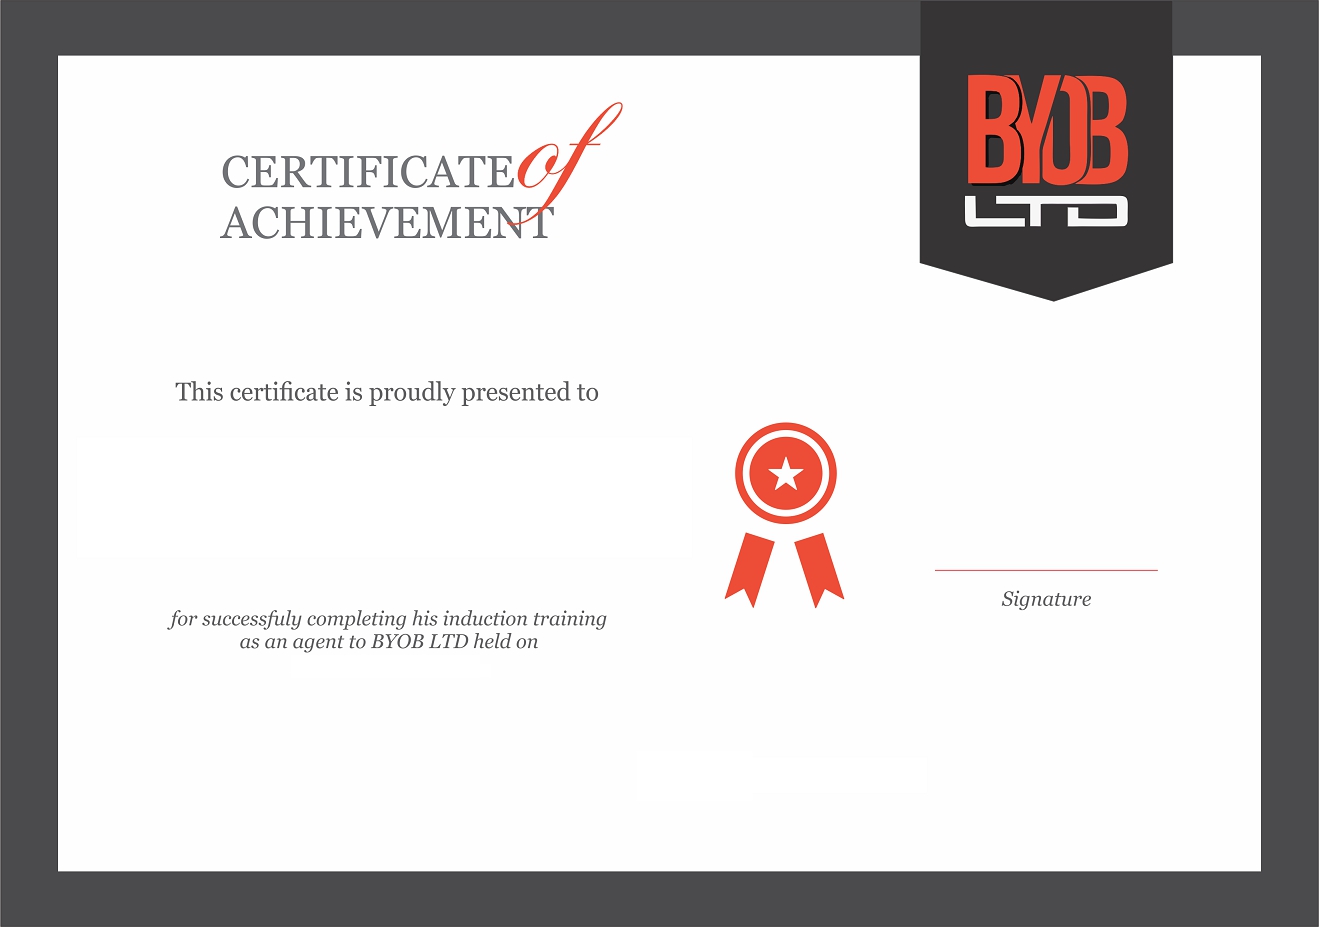 CERTIFICATE of
ACHIEVEMENT
BYOB
LTD
This certificate is proudly presented to
for successfuly completing his induction training
as an agent to BYOB LTD held on
Signature